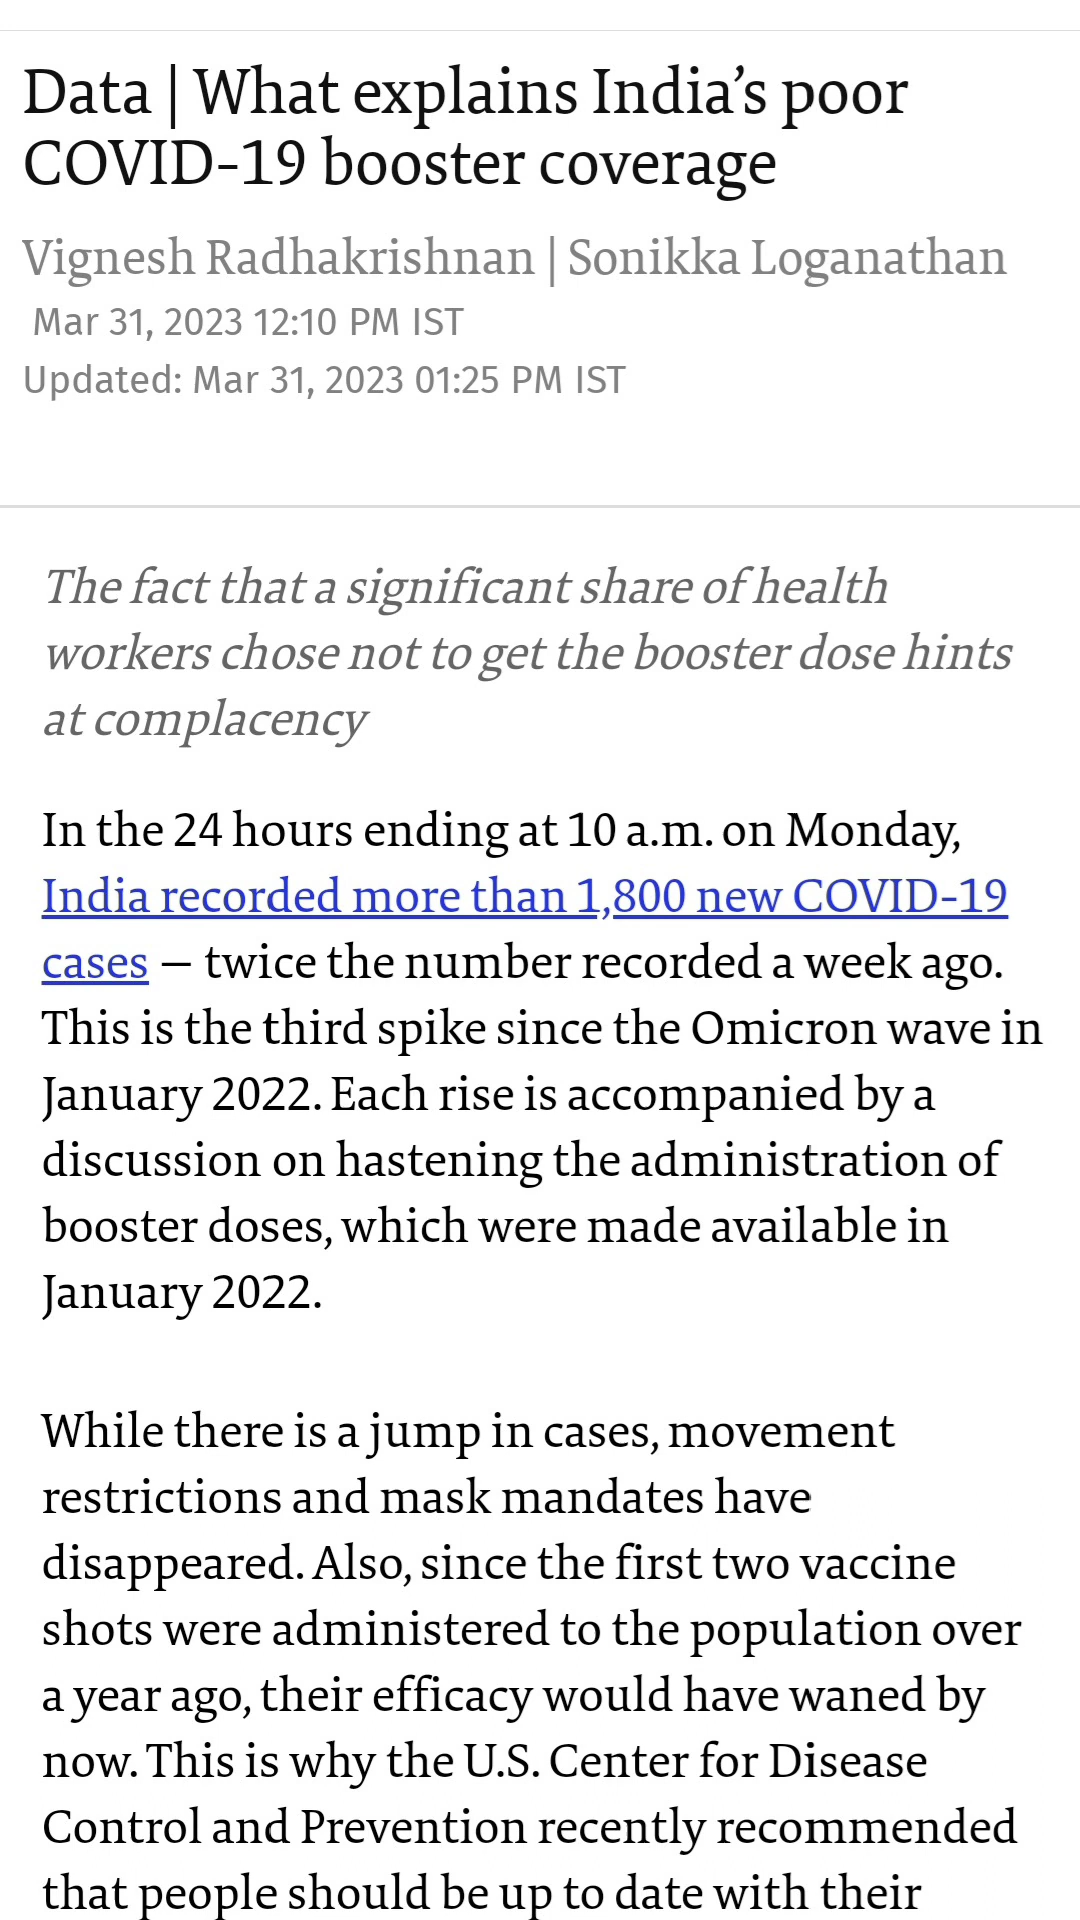 Data | What explains India’s poor
COVID-19 booster coverage
Vignesh Radhakrishnan | Sonikka Loganathan
Mar 31, 2023 12:10 PM IST
Updated: Mar 31, 2023 01:25 PM IST
The fact that a significant share of health
workers chose not to get the booster dose hints
at complacency
In the 24 hours ending at 10 a.m. on Monday,
India recorded more than 1,800 new COVID-19
cases — twice the number recorded a week ago.
This is the third spike since the Omicron wave in
January 2022. Each rise is accompanied by a
discussion on hastening the administration of
booster doses, which were made available in
January 2022.
While there is a jump in cases, movement
restrictions and mask mandates have
disappeared. Also, since the first two vaccine
shots were administered to the population over
a year ago, their efficacy would have waned by
now. This is why the U.S. Center for Disease
Control and Prevention recently recommended
that people should be up to date with their